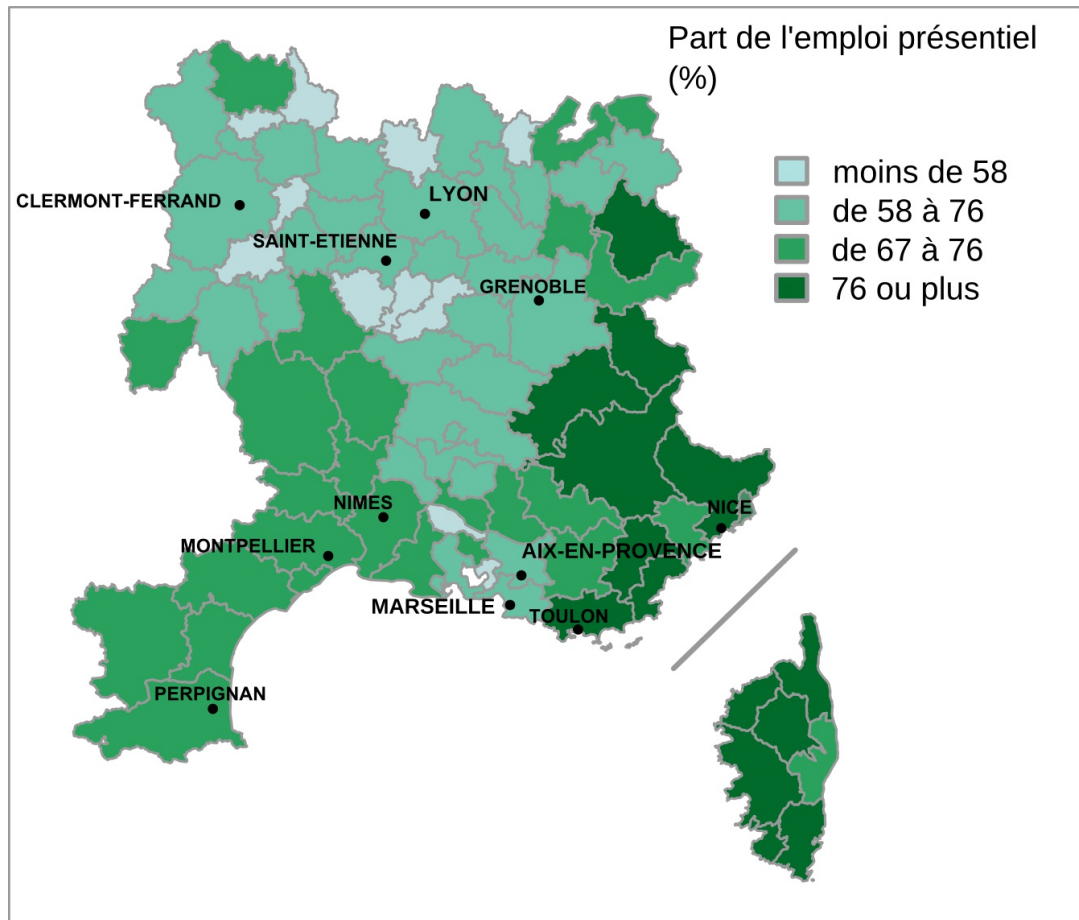 Part de l'emploi présentiel
(%)
moins de 58
de 58 à 76
de 67 à 76
76 ou plus
CLERMONT-FERRAND
LYON
SAINT-ETIENNE
GRENOBLE
NIMES
NICE
MONTPELLIER
AIX-EN-PROVENCE
MARSEILLE
TOULON
PERPIGNAN